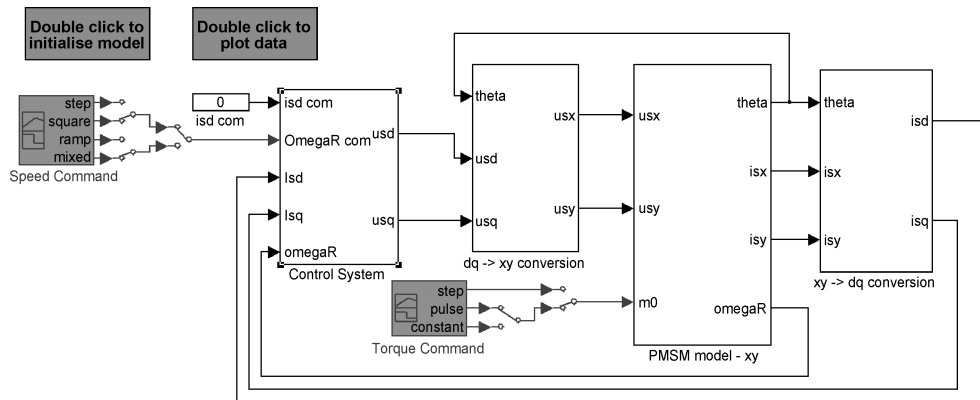 Double click to
initialise model
Double click to
plot data
step
square
ramp
mixed
Speed Command
0
isd com
isd com
OmegaR com
Isd
Isq
omegaR
usd
usq
Control System
theta
usd
usq
usx
usy
dq -> xy conversion
step
pulse
constant
Torque Command
usx
usy
m0
theta
isx
isy
omegaR
PMSM model - xy
theta
isx
isy
isd
isq
xy -> dq conversion